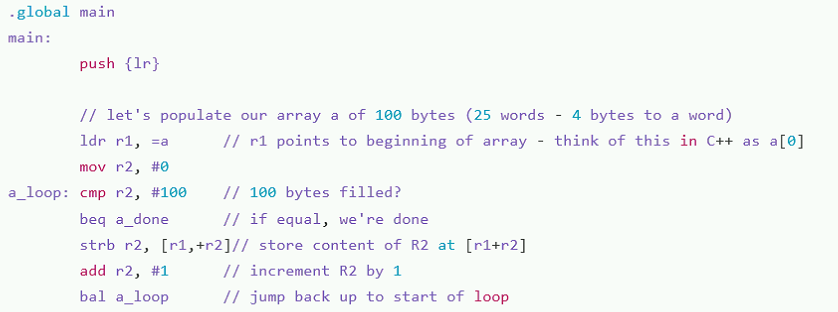 .global main
main:
push {lr}
// let's populate our array a of 100 bytes (25 words - 4 bytes to a word)
ldr r1, =a // r1 points to beginning of array - think of this in C++ as a[0]
mov r2, #0
a_loop: cmp r2, #100 // 100 bytes filled?
beq a_done // if equal, we're done
strb r2, [r1,+r2]// store content of R2 at [r1+r2]
add r2, #1 // increment R2 by 1
bal a_loop // jump back up to start of loop